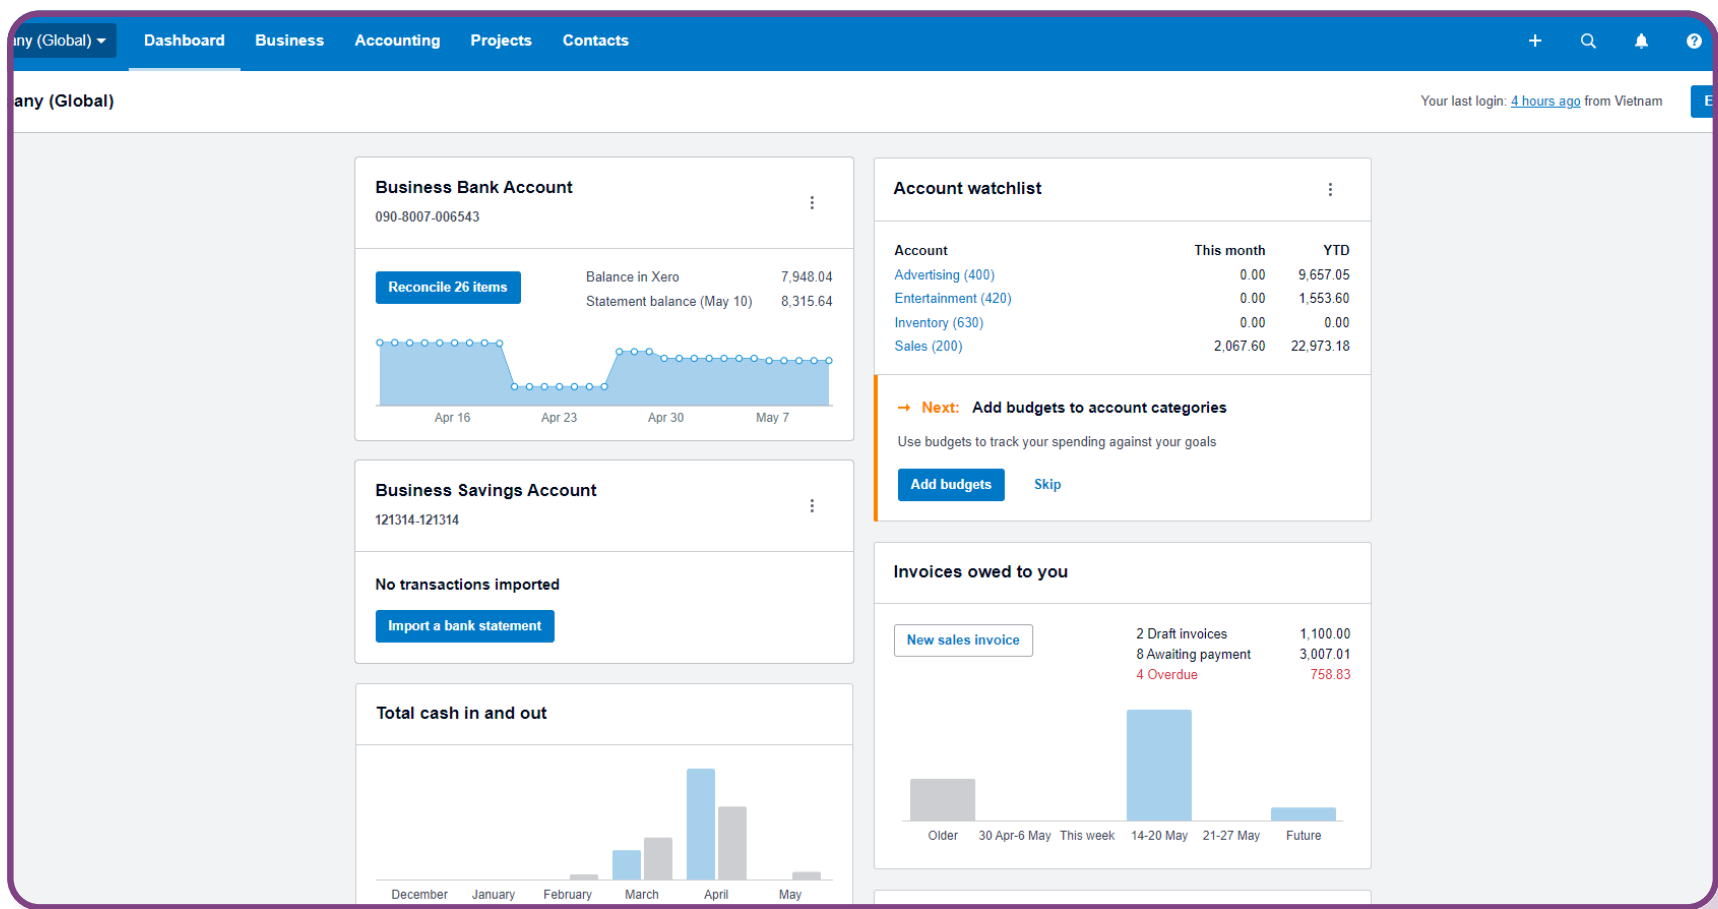 any (Global)
Dashboard
Business
Accounting
Projects
Contacts
any (Global)
Your last login: 4 hours ago from Vietnam
E
Business Bank Account
090-8007-006543
Reconcile 26 items
Balance in Xero 7,948.04
Statement balance (May 10) 8,315.64
Apr 16 Apr 23 Apr 30 May 7
Business Savings Account
121314-121314
No transactions imported
Import a bank statement
Total cash in and out
December January February March April May
Account watchlist
Account This month YTD
Advertising (400) 0.00 9,657.05
Entertainment (420) 0.00 1,553.60
Inventory (630) 0.00 0.00
Sales (200) 2,067.60 22,973.18
→ Next: Add budgets to account categories
Use budgets to track your spending against your goals
Add budgets Skip
Invoices owed to you
New sales invoice
2 Draft invoices 1,100.00
8 Awaiting payment 3,007.01
4 Overdue 758.83
Older 30 Apr-6 May This week 14-20 May 21-27 May Future